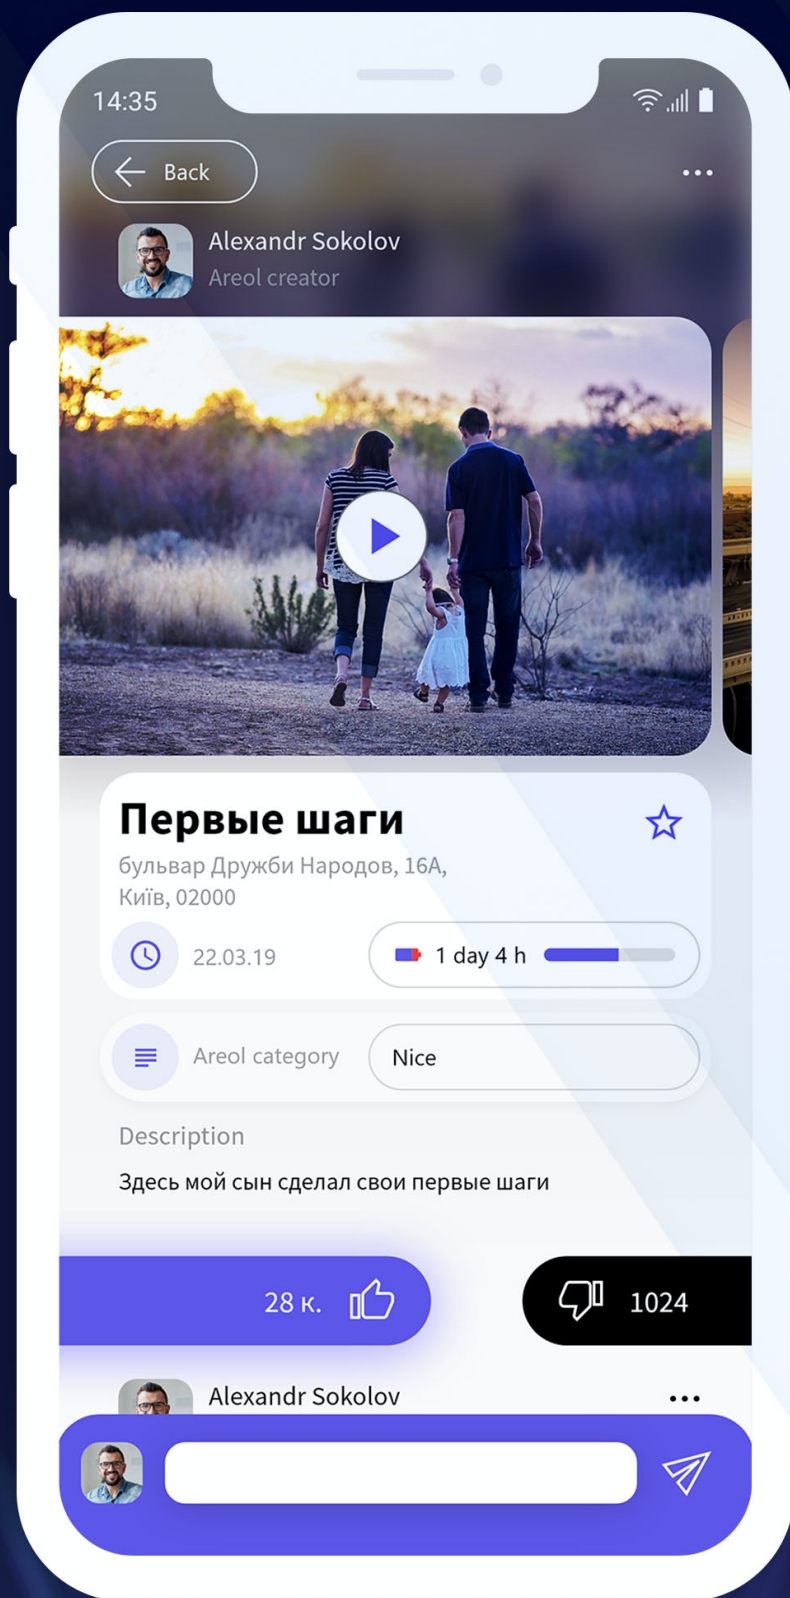 14:35
Back
Alexandr Sokolov
Areol creator
Первые шаги
бульвар Дружби Народов, 16А,
Київ, 02000
22.03.19
1 day 4 h
Areol category
Nice
Description
Здесь мой сын сделал свои первые шаги
28 к.
1024
Alexandr Sokolov